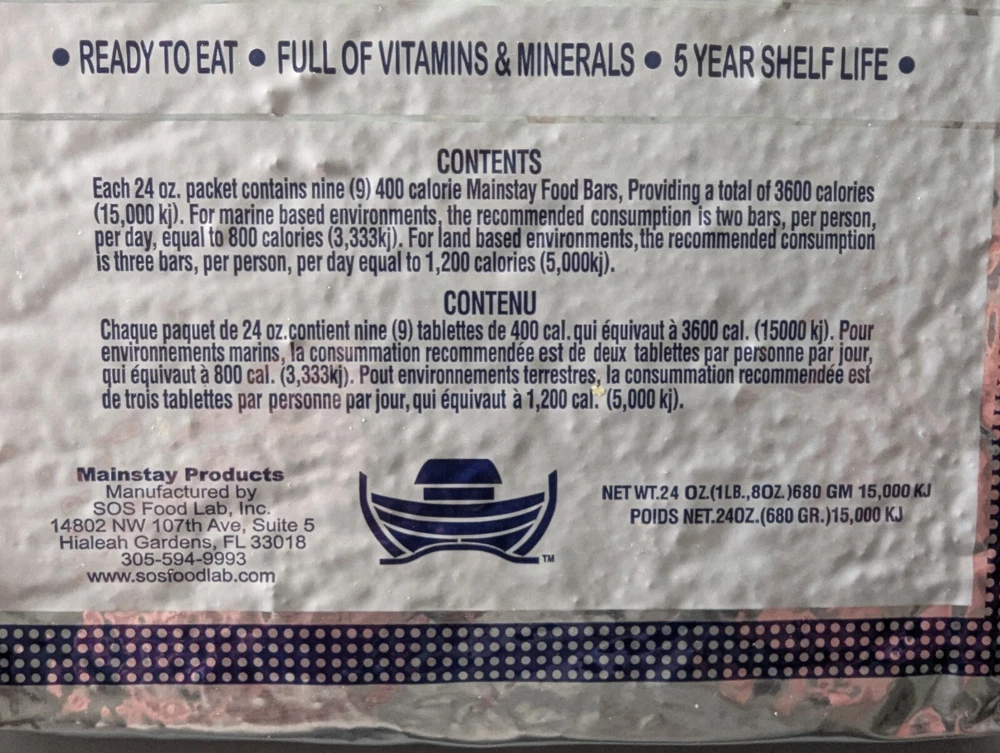 • READY TO EAT • FULL OF VITAMINS & MINERALS • 5 YEAR SHELF LIFE •
CONTENTS
Each 24 oz. packet contains nine (9) 400 calorie Mainstay Food Bars, Providing a total of 3600 calories
(15,000 kj). For marine based environments, the recommended consumption is two bars, per person,
per day, equal to 800 calories (3,333kj). For land based environments,the recommended consumption
is three bars, per person, per day equal to 1,200 calories (5,000kj).
CONTENU
Chaque paquet de 24 oz.contient nine (9) tablettes de 400 cal.qui équivaut à 3600 cal. (15000 kj). Pour
environnements marins, la consummation recommendée est de deux tablettes par personne par jour,
qui équivaut à 800 cal. (3,333kj). Pout environnements terrestres, la consummation recommendée est
de trois tablettes par personne par jour, qui équivaut à 1,200 cal. (5,000 kj).
Mainstay Products
Manufactured by
SOS Food Lab, Inc.
14802 NW 107th Ave, Suite 5
Hialeah Gardens, FL 33018
305-594-9993
www.sosfoodlab.com
TM
NET WT.24 OZ.(1LB.,8OZ.)680 GM 15,000 KJ
POIDS NET.24OZ.(680 GR.)15,000 KJ